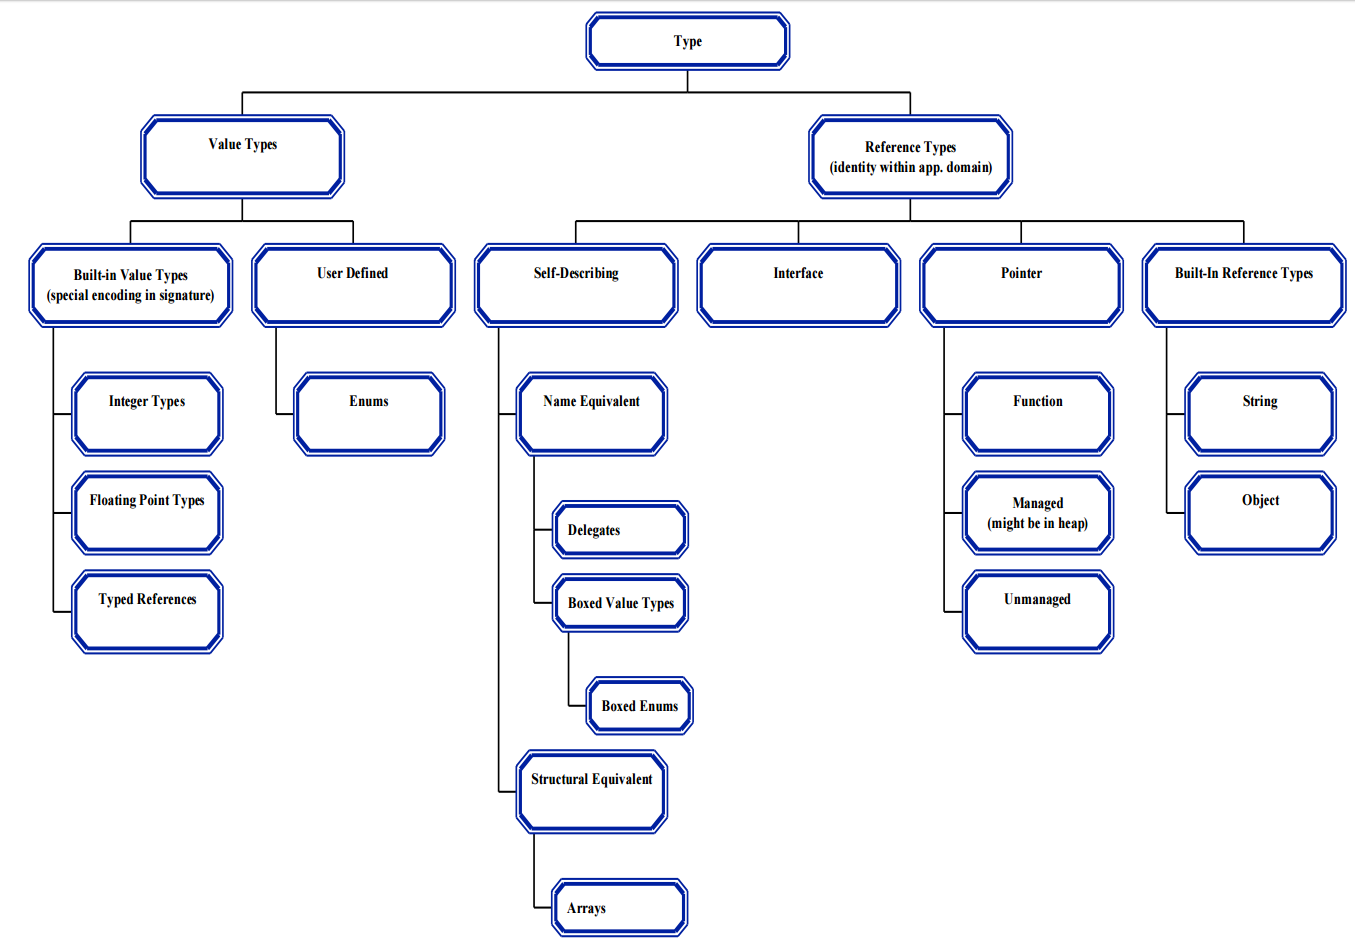 Type
Value Types
Reference Types
(identity within app. domain)
Built-in Value Types
(special encoding in signature)
User Defined
Self-Describing
Interface
Pointer
Built-In Reference Types
Integer Types
Enums
Name Equivalent
Function
String
Floating Point Types
Delegates
Managed
(might be in heap)
Object
Typed References
Boxed Value Types
Unmanaged
Boxed Enums
Structural Equivalent
Arrays